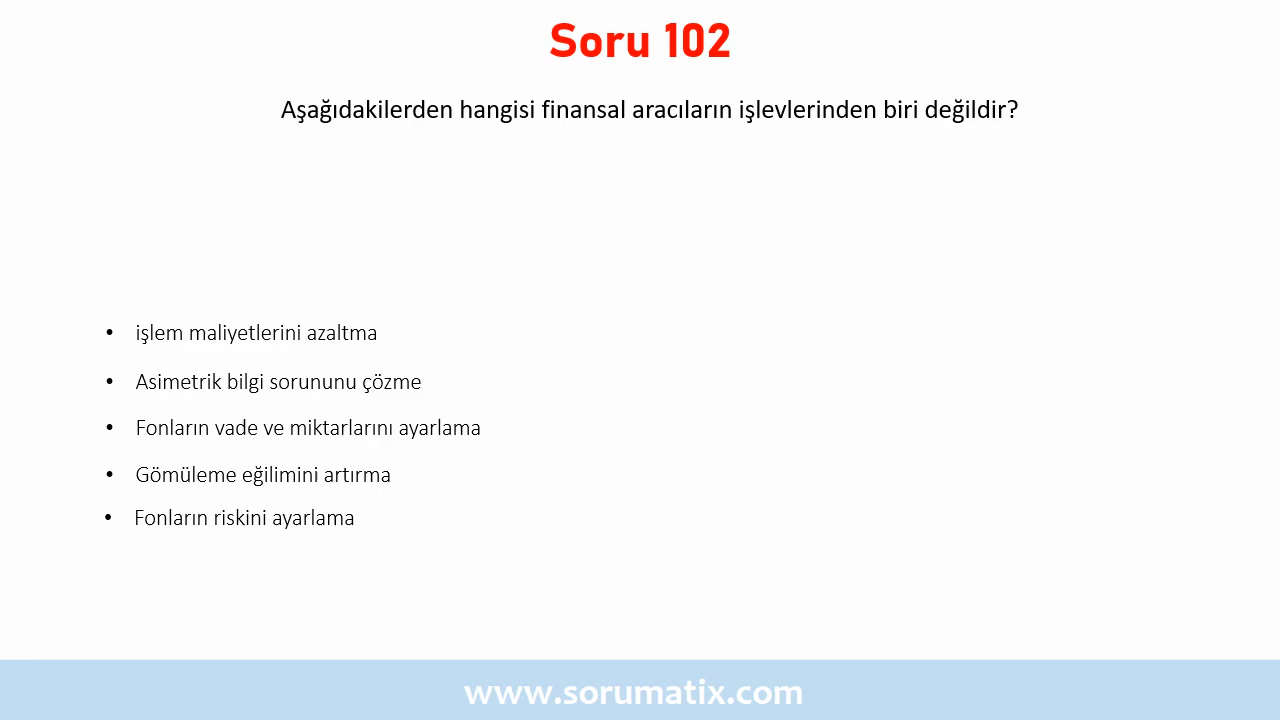 Soru 102
Aşağıdakilerden hangisi finansal aracıların işlevlerinden biri değildir?
• işlem maliyetlerini azaltma
• Asimetrik bilgi sorununu çözme
• Fonların vade ve miktarlarını ayarlama
• Gömüleme eğilimini artırma
• Fonların riskini ayarlama
www.sorumatix.com